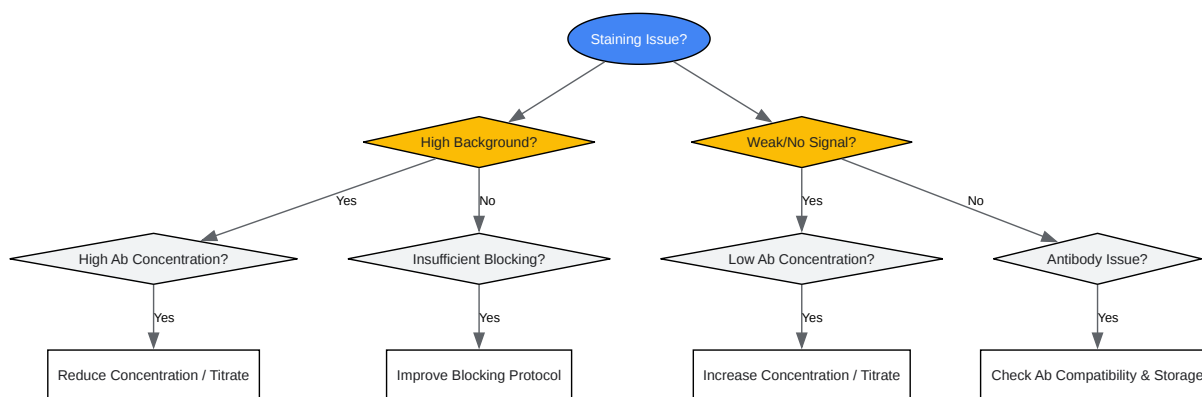 Staining Issue?
High Background?
Weak/No Signal?
Yes
No
Yes
No
High Ab Concentration?
Insufficient Blocking?
Low Ab Concentration?
Antibody Issue?
Yes
Yes
Yes
Yes
Reduce Concentration / Titrate
Improve Blocking Protocol
Increase Concentration / Titrate
Check Ab Compatibility & Storage